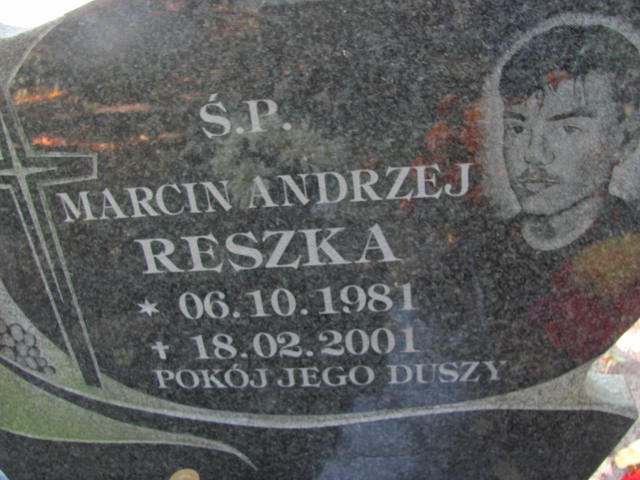 Ś.P.
MARCIN ANDRZEJ
RESZKA
✶ 06.10.1981
✝ 18.02.2001
POKÓJ JEGO DUSZY